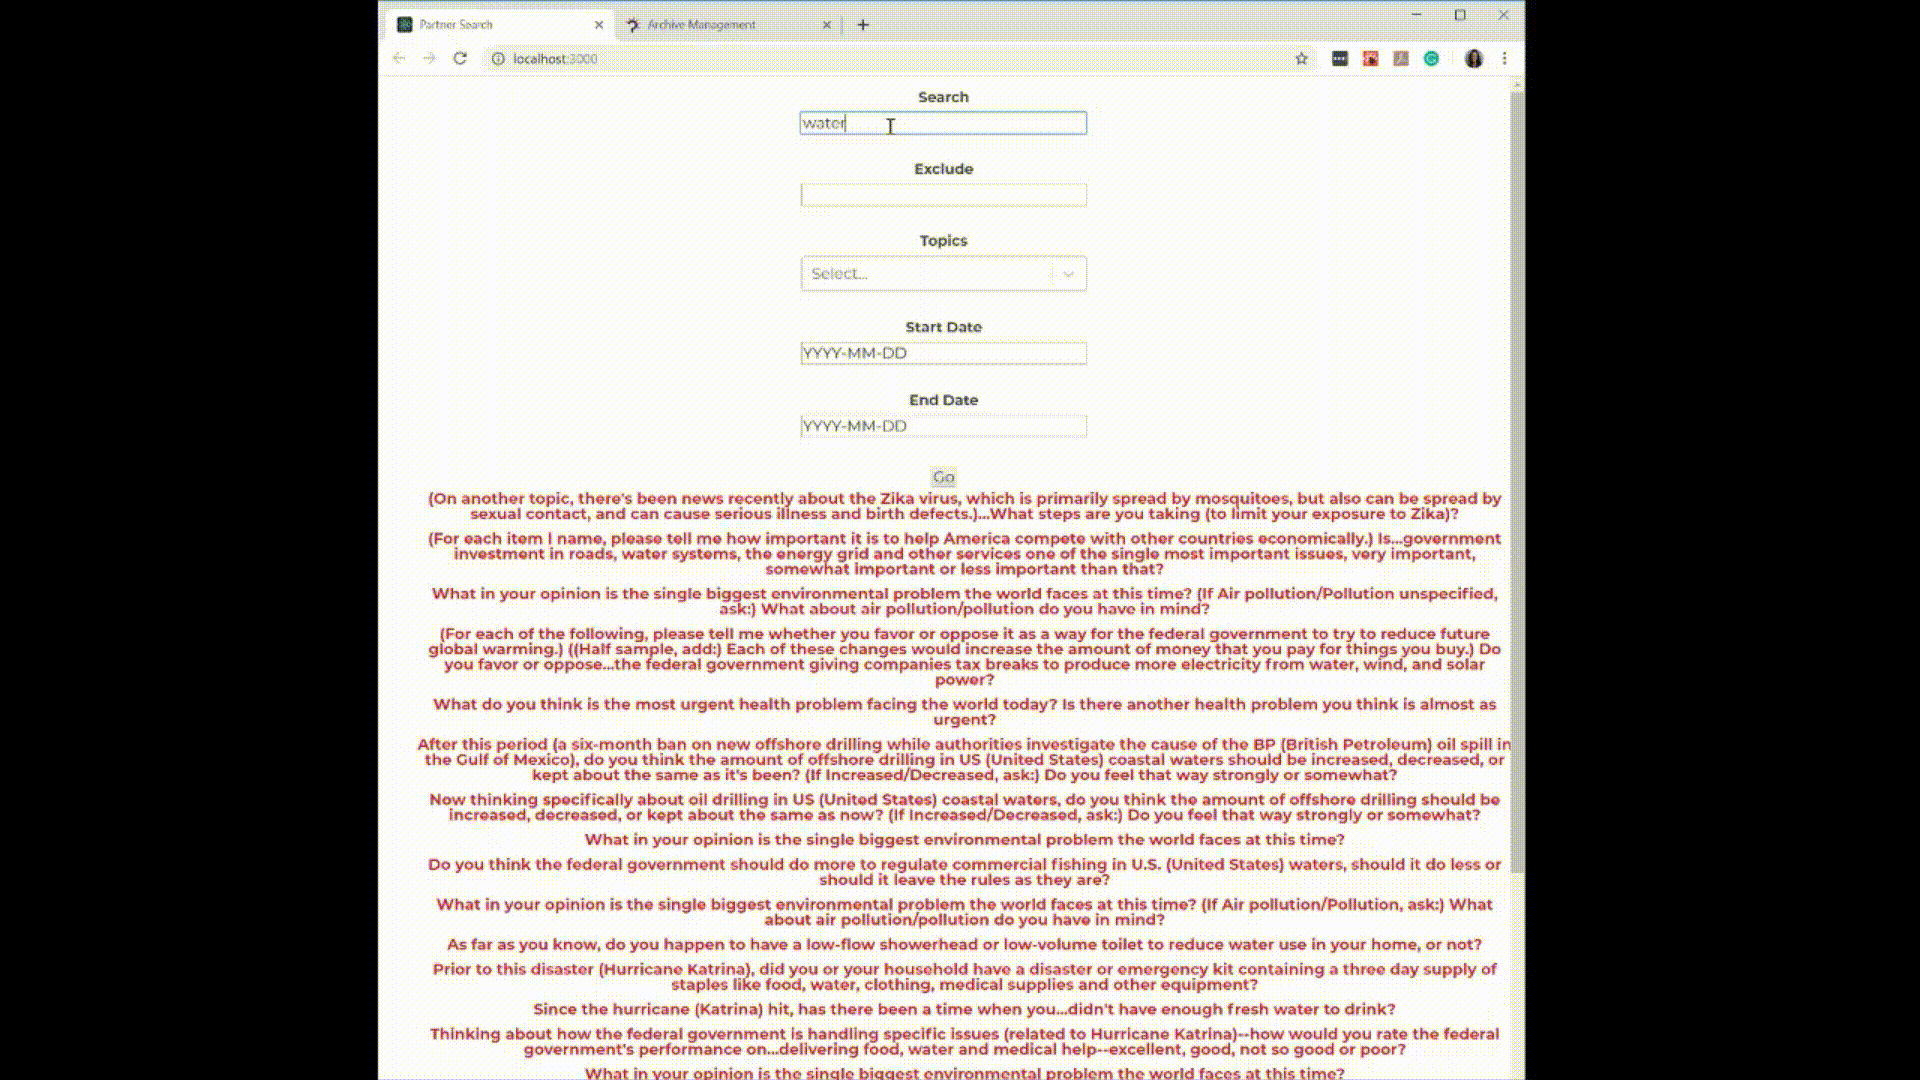 Partner Search
Archive Management
localhost:3000
Search
water
Exclude
Topics
Select...
Start Date
YYYY-MM-DD
End Date
YYYY-MM-DD
Go
(On another topic, there's been news recently about the Zika virus, which is primarily spread by mosquitoes, but also can be spread by
sexual contact, and can cause serious illness and birth defects.)...What steps are you taking (to limit your exposure to Zika)?
(For each item I name, please tell me how important it is to help America compete with other countries economically.) Is...government
investment in roads, water systems, the energy grid and other services one of the single most important issues, very important,
somewhat important or less important than that?
What in your opinion is the single biggest environmental problem the world faces at this time? (If Air pollution/Pollution unspecified,
ask:) What about air pollution/pollution do you have in mind?
(For each of the following, please tell me whether you favor or oppose it as a way for the federal government to try to reduce future
global warming.) ((Half sample, add:) Each of these changes would increase the amount of money that you pay for things you buy.) Do
you favor or oppose...the federal government giving companies tax breaks to produce more electricity from water, wind, and solar
power?
What do you think is the most urgent health problem facing the world today? Is there another health problem you think is almost as
urgent?
After this period (a six-month ban on new offshore drilling while authorities investigate the cause of the BP (British Petroleum) oil spill in
the Gulf of Mexico), do you think the amount of offshore drilling in US (United States) coastal waters should be increased, decreased, or
kept about the same as it's been? (If Increased/Decreased, ask:) Do you feel that way strongly or somewhat?
Now thinking specifically about oil drilling in US (United States) coastal waters, do you think the amount of offshore drilling should be
increased, decreased, or kept about the same as now? (If Increased/Decreased, ask:) Do you feel that way strongly or somewhat?
What in your opinion is the single biggest environmental problem the world faces at this time?
Do you think the federal government should do more to regulate commercial fishing in U.S. (United States) waters, should it do less or
should it leave the rules as they are?
What in your opinion is the single biggest environmental problem the world faces at this time? (If Air pollution/Pollution, ask:) What
about air pollution/pollution do you have in mind?
As far as you know, do you happen to have a low-flow showerhead or low-volume toilet to reduce water use in your home, or not?
Prior to this disaster (Hurricane Katrina), did you or your household have a disaster or emergency kit containing a three day supply of
staples like food, water, clothing, medical supplies and other equipment?
Since the hurricane (Katrina) hit, has there been a time when you...didn't have enough fresh water to drink?
Thinking about how the federal government is handling specific issues (related to Hurricane Katrina)--how would you rate the federal
government's performance on...delivering food, water and medical help--excellent, good, not so good or poor?
What in your opinion is the single biggest environmental problem the world faces at this time?